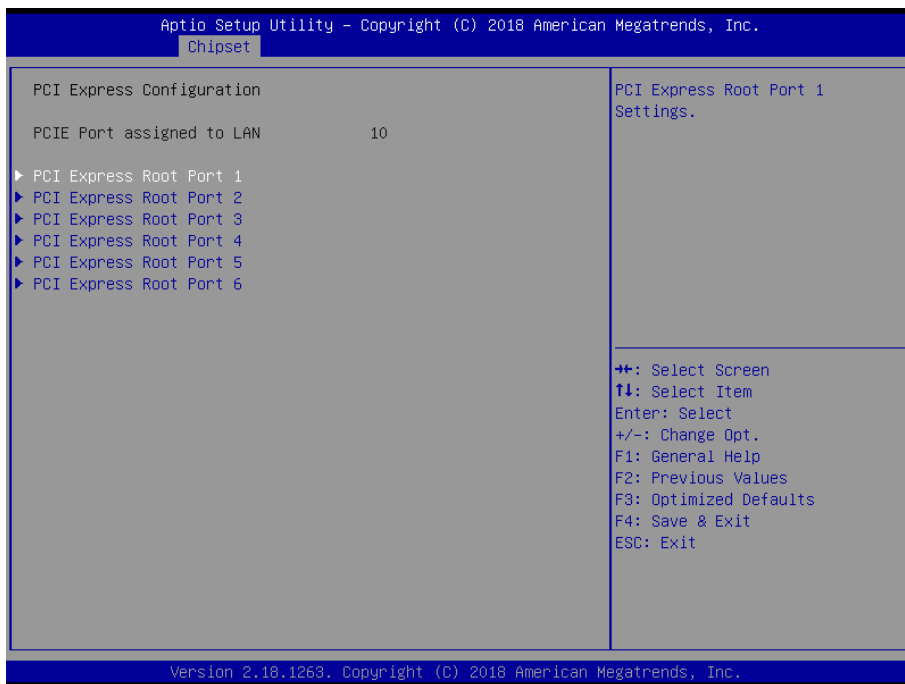 Aptio Setup Utility – Copyright (C) 2018 American Megatrends, Inc.
Chipset
PCI Express Configuration
PCIE Port assigned to LAN 10
▶ PCI Express Root Port 1
▶ PCI Express Root Port 2
▶ PCI Express Root Port 3
▶ PCI Express Root Port 4
▶ PCI Express Root Port 5
▶ PCI Express Root Port 6
PCI Express Root Port 1
Settings.
→←: Select Screen
↑↓: Select Item
Enter: Select
+/-: Change Opt.
F1: General Help
F2: Previous Values
F3: Optimized Defaults
F4: Save & Exit
ESC: Exit
Version 2.18.1263. Copyright (C) 2018 American Megatrends, Inc.